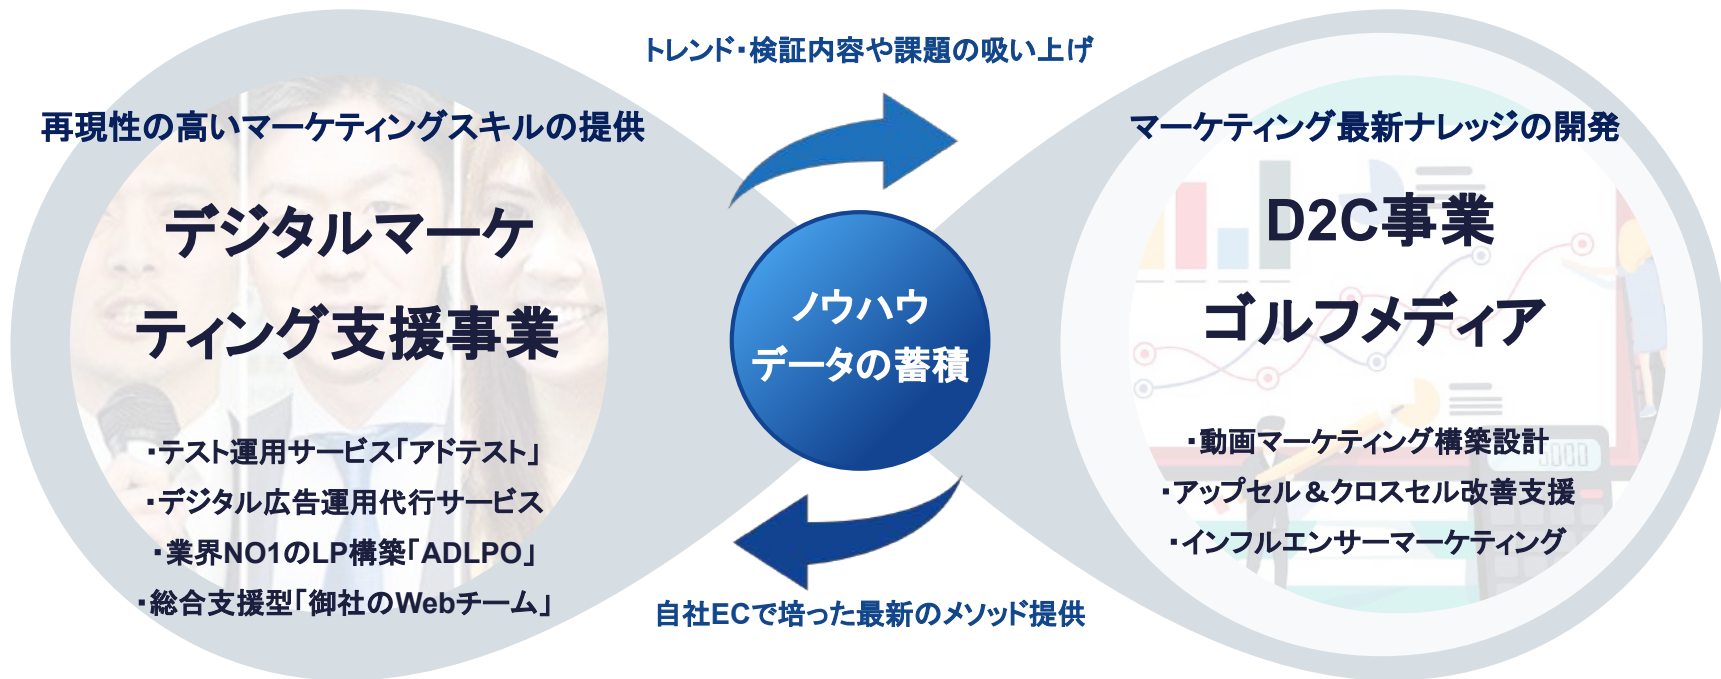 トレンド・検証内容や課題の吸い上げ
再現性の高いマーケティングスキルの提供
デジタルマーケ
ティング支援事業
・テスト運用サービス「アドテスト」
・デジタル広告運用代行サービス
・業界NO1のLP構築「ADLPO」
・総合支援型「御社のWebチーム」
ノウハウ
データの蓄積
マーケティング最新ナレッジの開発
D2C事業
ゴルフメディア
・動画マーケティング構築設計
・アップセル＆クロスセル改善支援
・インフルエンサーマーケティング
自社ECで培った最新のメソッド提供